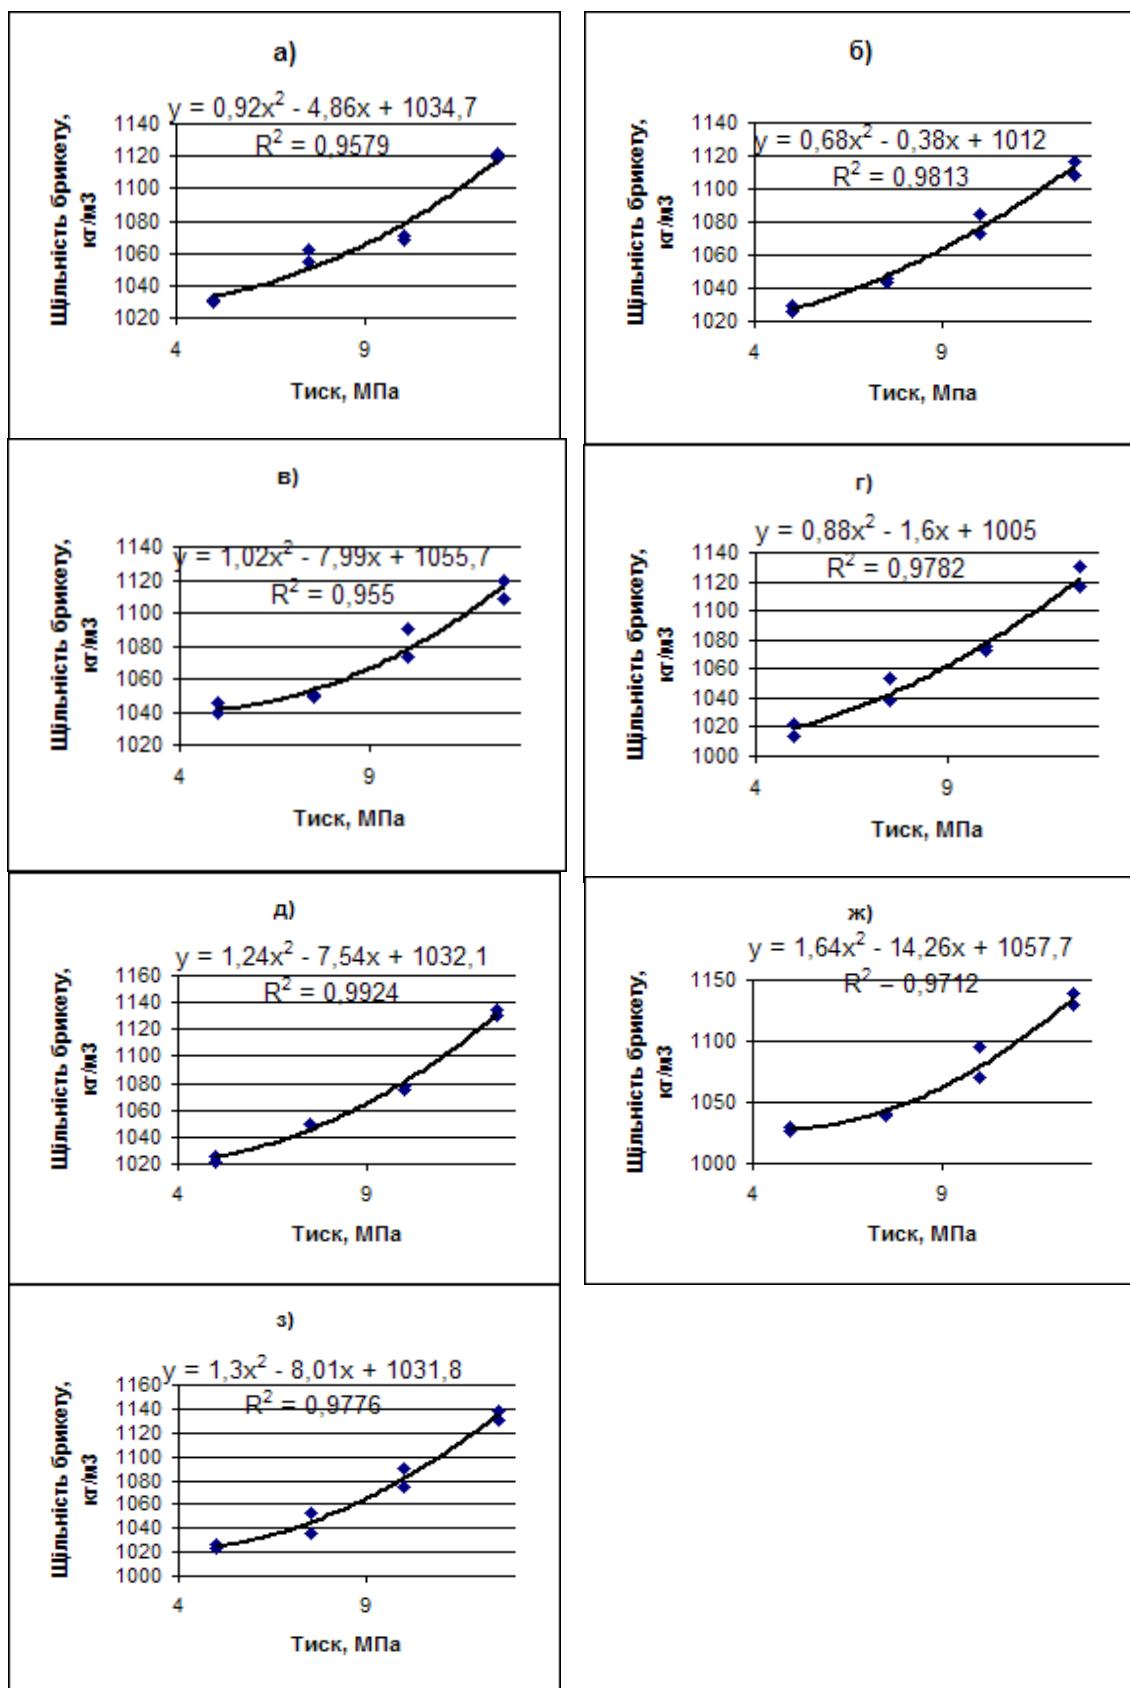 а)
y = 0,92x² - 4,86x + 1034,7
R² = 0,9579
Щільність брикету,
кг/м3
1140
1120
1100
1080
1060
1040
1020
4
9
Тиск, МПа
б)
y = 0,68x² - 0,38x + 1012
R² = 0,9813
Щільність брикету,
кг/м3
1140
1120
1100
1080
1060
1040
1020
4
9
Тиск, Мпа
в)
y = 1,02x² - 7,99x + 1055,7
R² = 0,955
Щільність брикету,
кг/м3
1140
1120
1100
1080
1060
1040
1020
4
9
Тиск, МПа
г)
y = 0,88x² - 1,6x + 1005
R² = 0,9782
Щільність брикету,
кг/м3
1140
1120
1100
1080
1060
1040
1020
1000
4
9
Тиск, МПа
д)
y = 1,24x² - 7,54x + 1032,1
R² = 0,9924
Щільність брикету,
кг/м3
1160
1140
1120
1100
1080
1060
1040
1020
4
9
Тиск, МПа
ж)
y = 1,64x² - 14,26x + 1057,7
R² = 0,9712
Щільність брикету,
кг/м3
1150
1100
1050
1000
4
9
Тиск, МПа
з)
y = 1,3x² - 8,01x + 1031,8
R² = 0,9776
Щільність брикету,
кг/м3
1160
1140
1120
1100
1080
1060
1040
1020
1000
4
9
Тиск, МПа